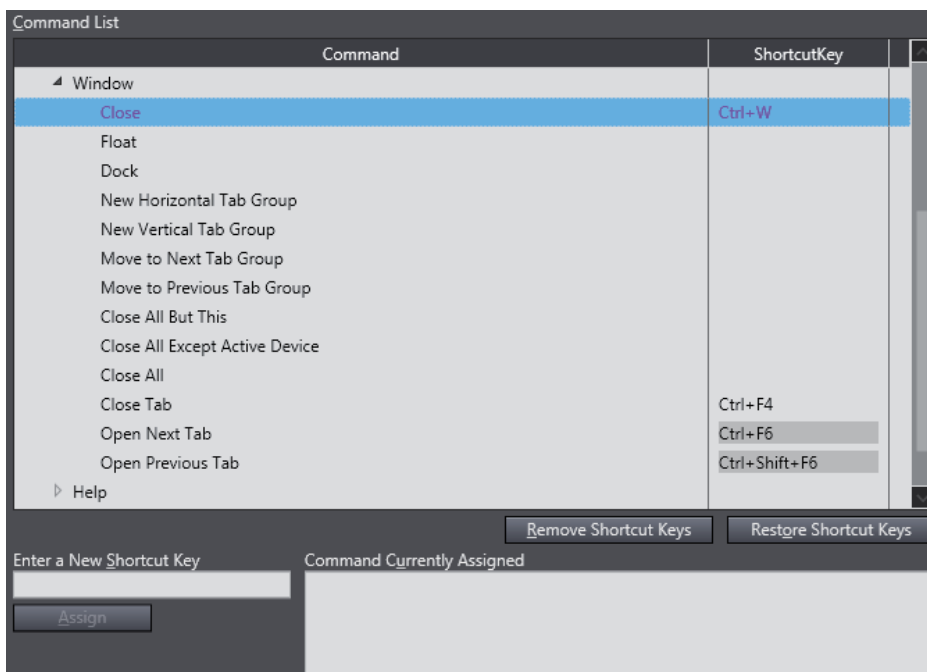 Command List
Command ShortcutKey
Window
Close Ctrl+W
Float
Dock
New Horizontal Tab Group
New Vertical Tab Group
Move to Next Tab Group
Move to Previous Tab Group
Close All But This
Close All Except Active Device
Close All
Close Tab Ctrl+F4
Open Next Tab Ctrl+F6
Open Previous Tab Ctrl+Shift+F6
Help
Remove Shortcut Keys Restore Shortcut Keys
Enter a New Shortcut Key Command Currently Assigned
Assign